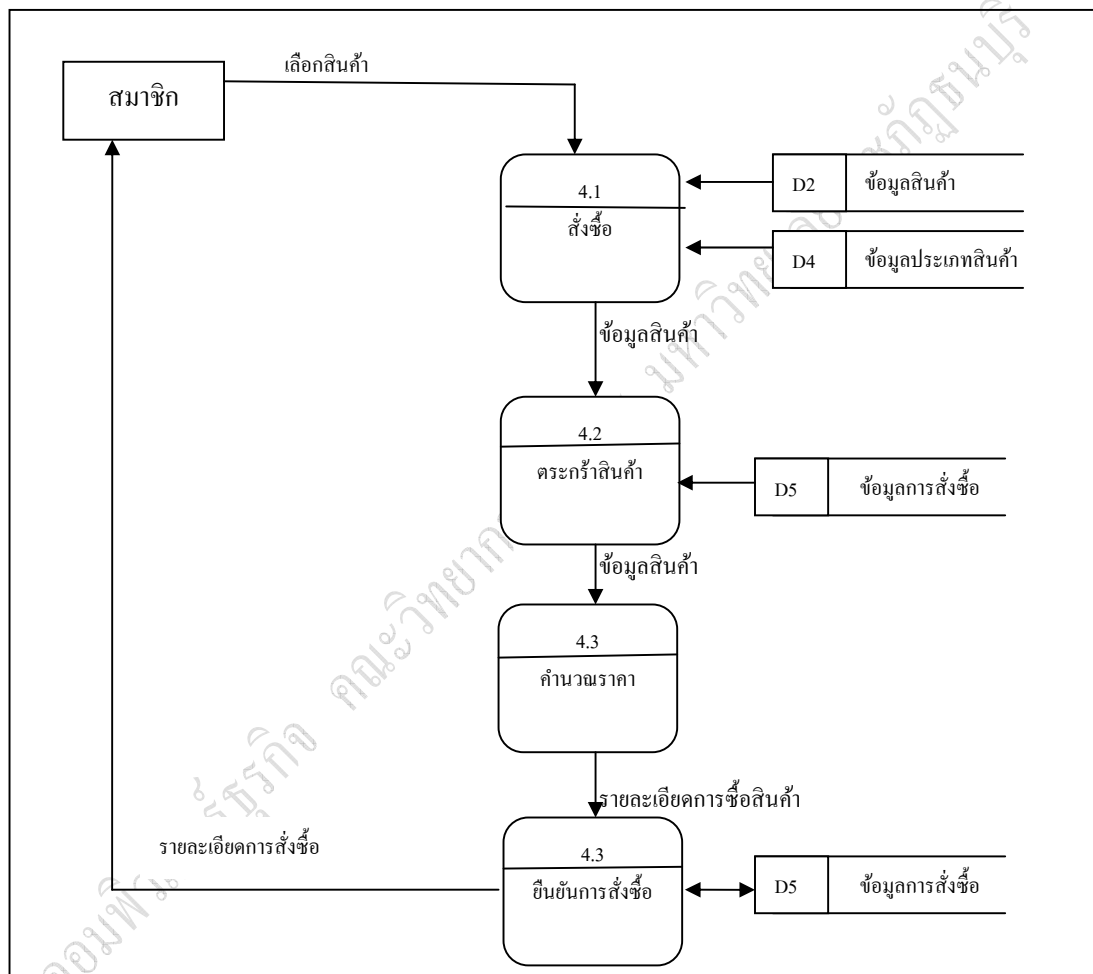 เลือกสินค้า
สมาชิก
4.1
สั่งซื้อ
D2 ข้อมูลสินค้า
D4 ข้อมูลประเภทสินค้า
ข้อมูลสินค้า
4.2
ตระกร้าสินค้า
D5 ข้อมูลการสั่งซื้อ
ข้อมูลสินค้า
4.3
คำนวณราคา
รายละเอียดการซื้อสินค้า
รายละเอียดการสั่งซื้อ
4.3
ยืนยันการสั่งซื้อ
D5 ข้อมูลการสั่งซื้อ